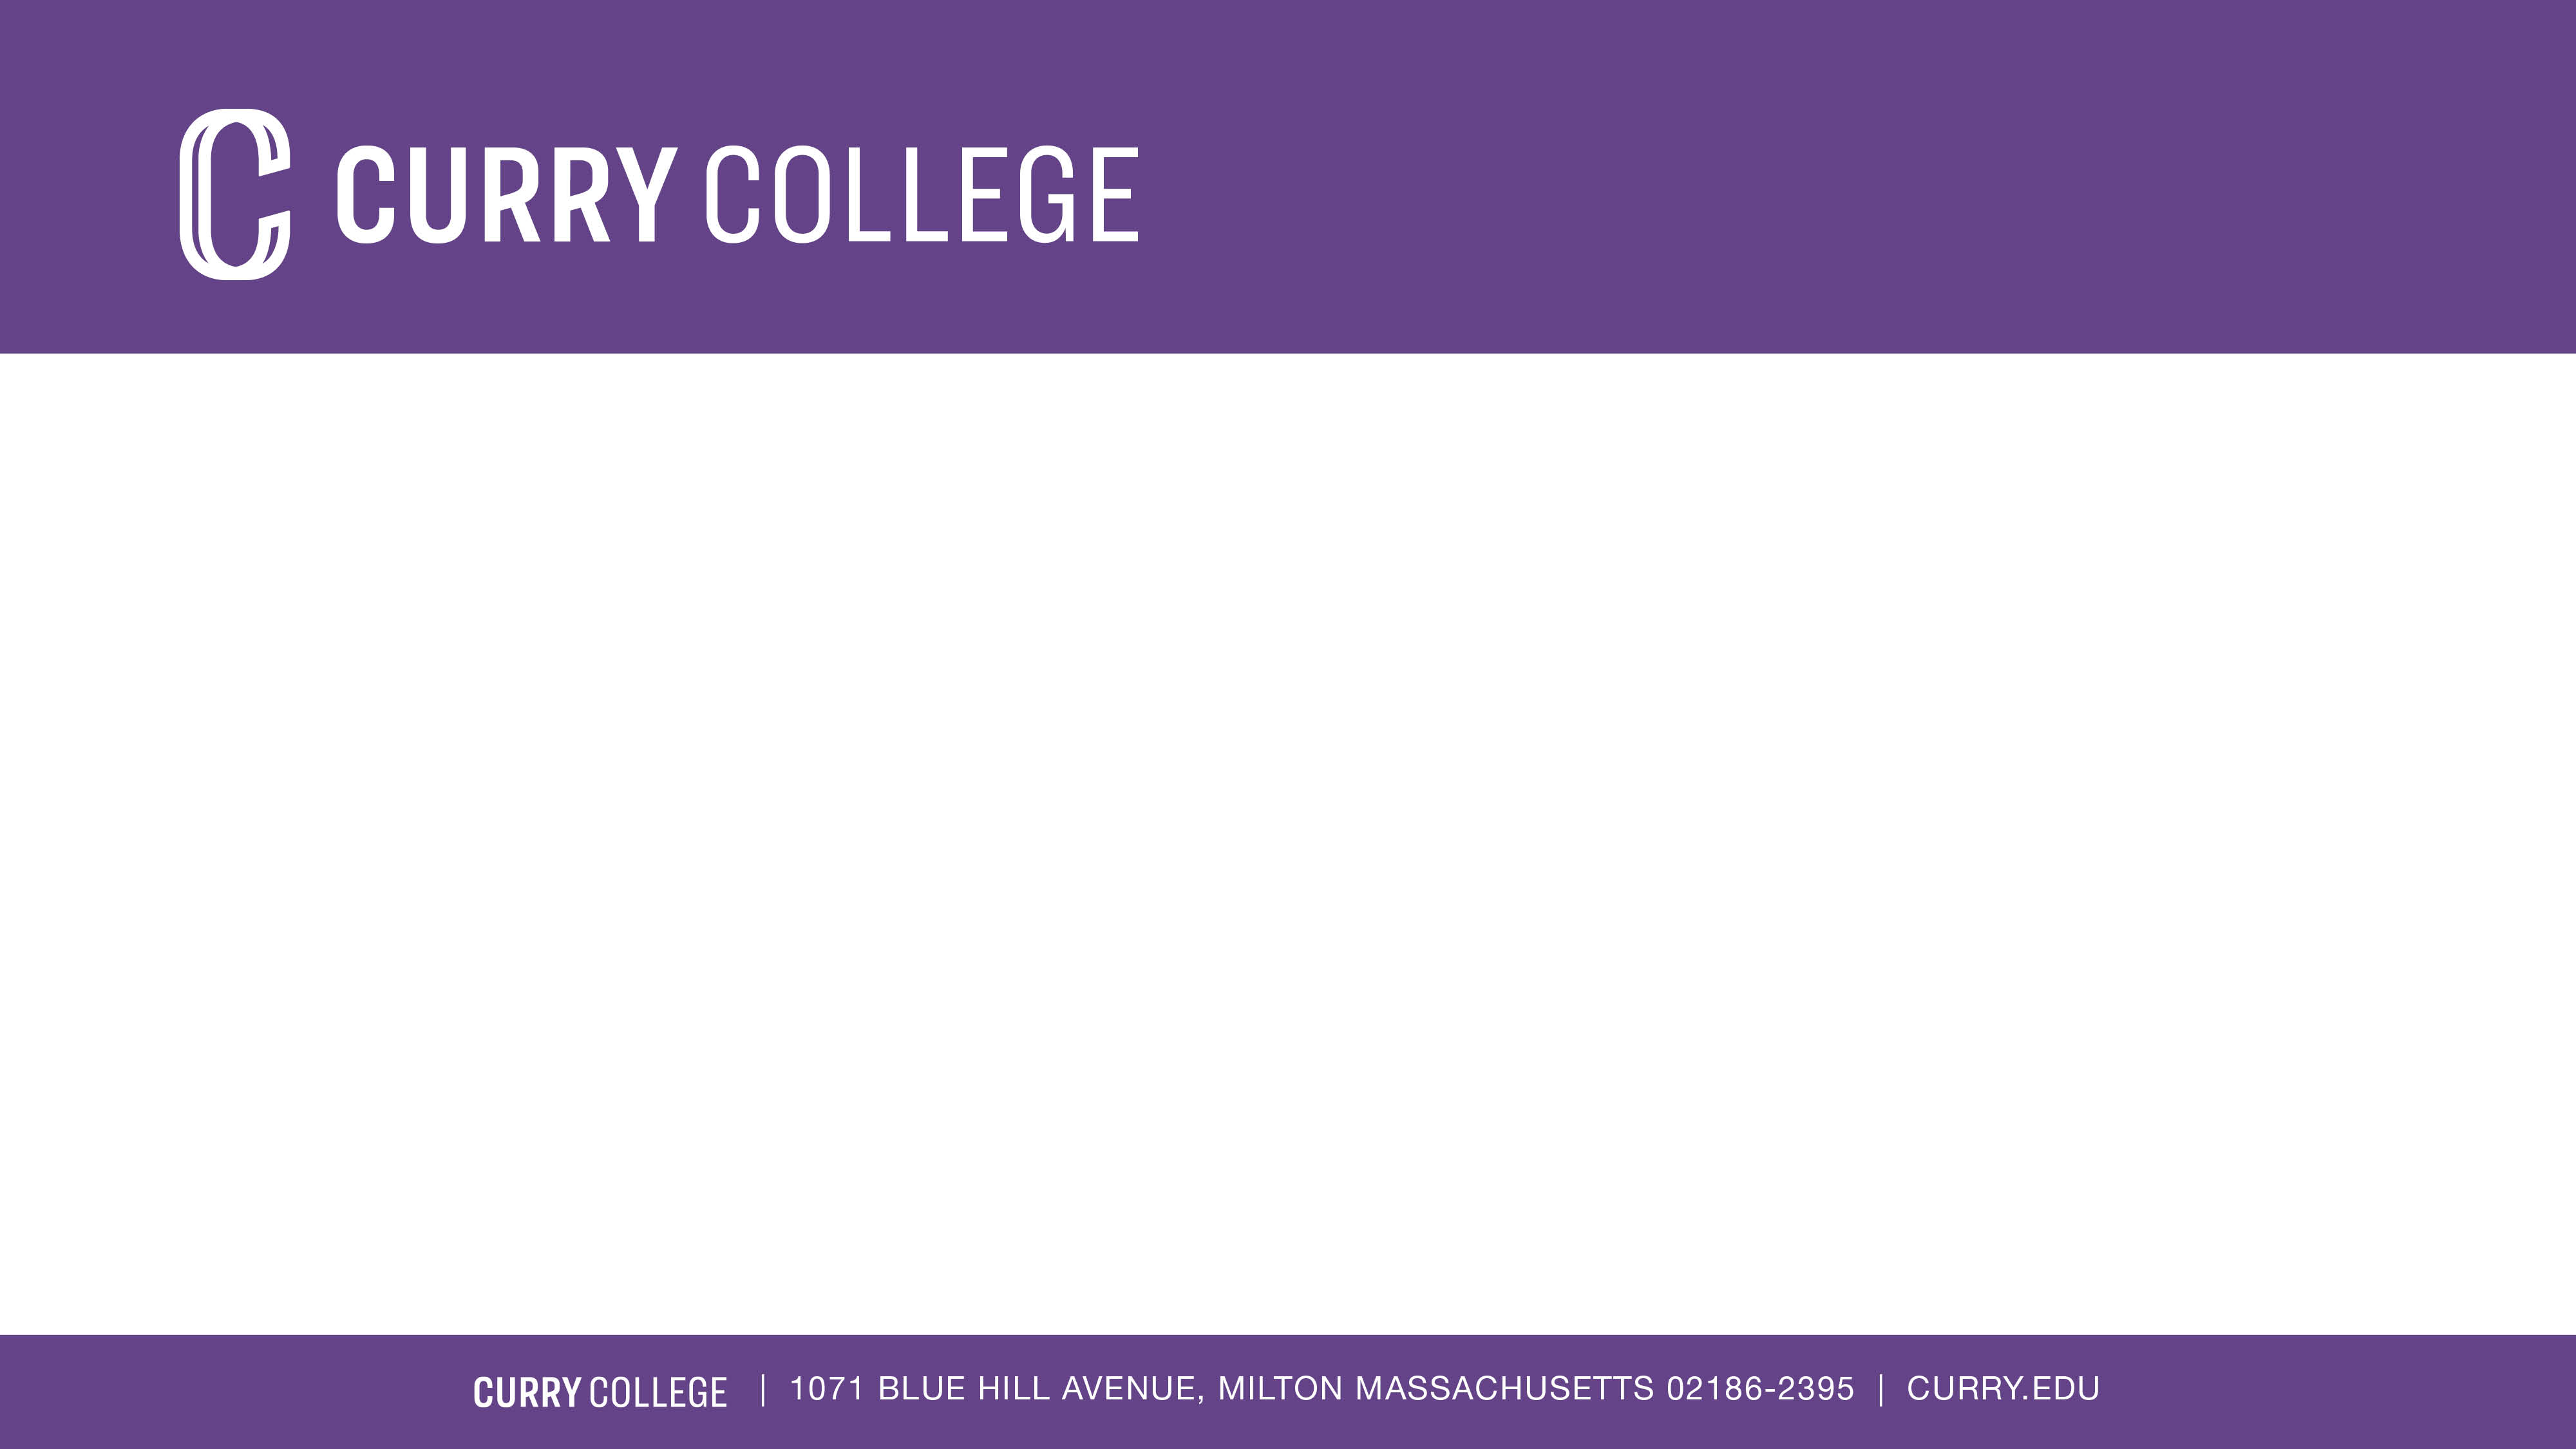 C CURRY COLLEGE
CURRY COLLEGE | 1071 BLUE HILL AVENUE, MILTON MASSACHUSETTS 02186-2395 | CURRY.EDU